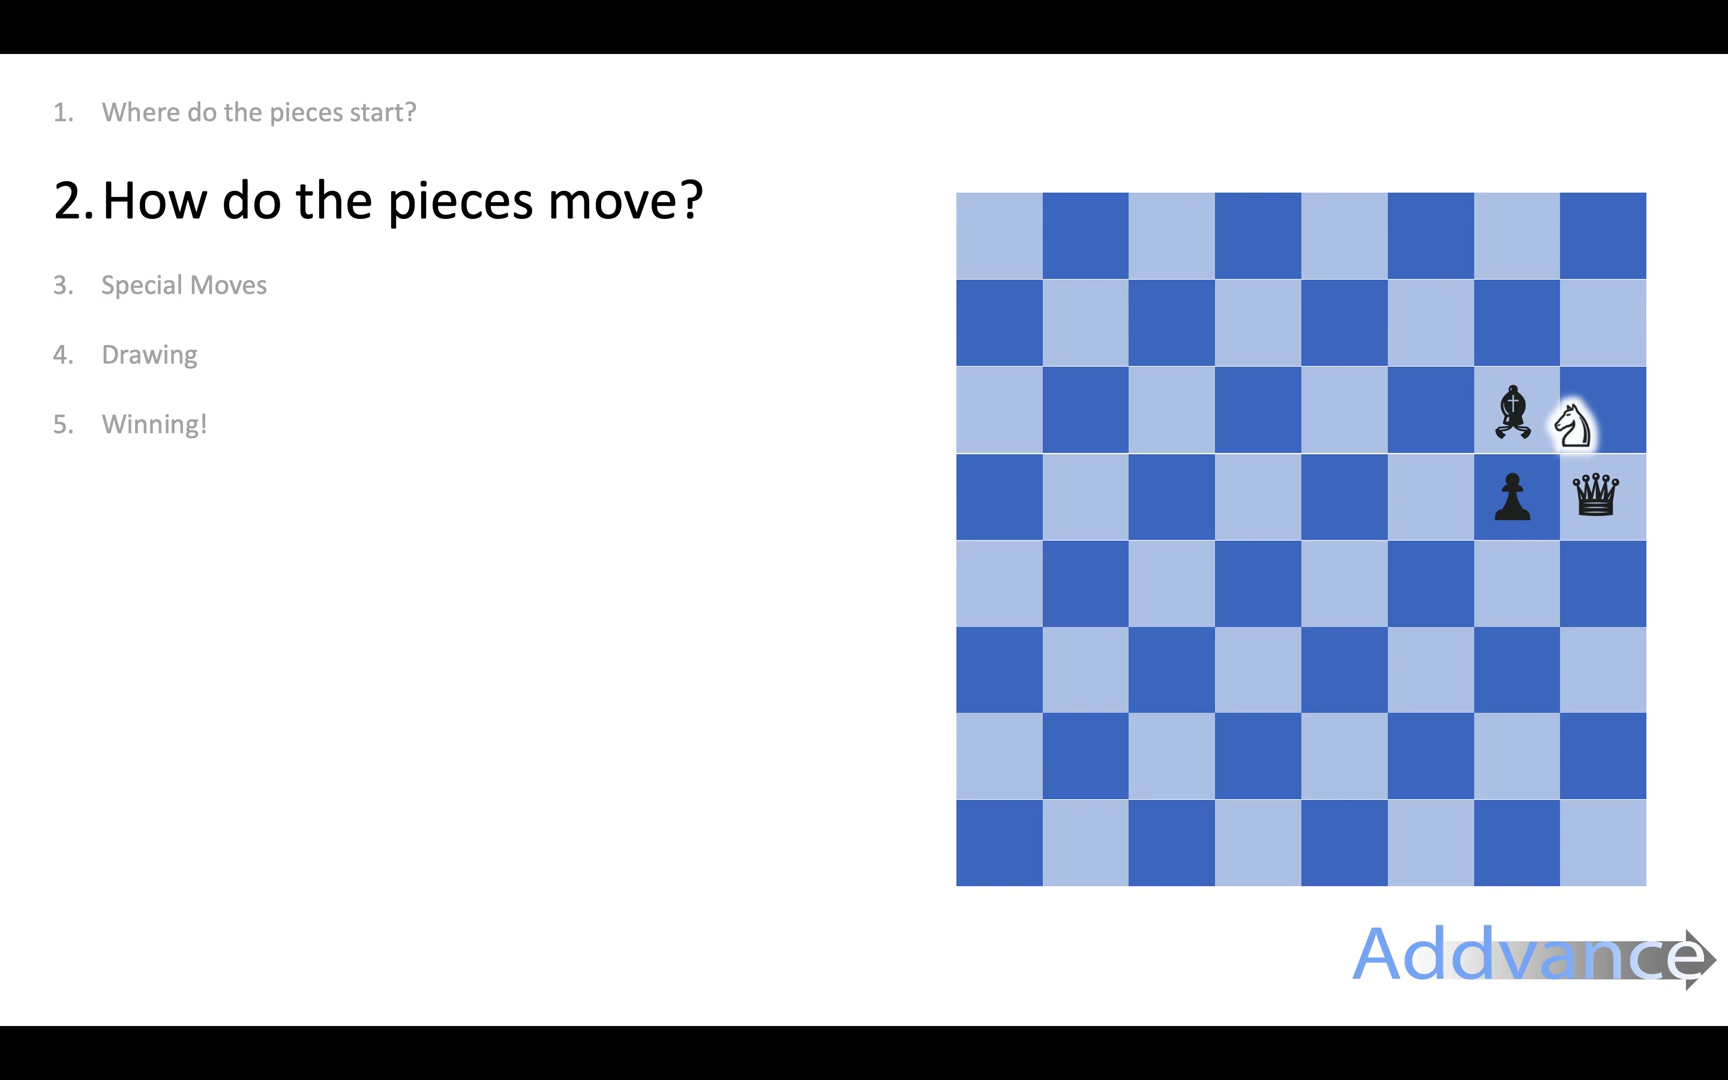 1. Where do the pieces start?
2. How do the pieces move?
3. Special Moves
4. Drawing
5. Winning!
Addvance